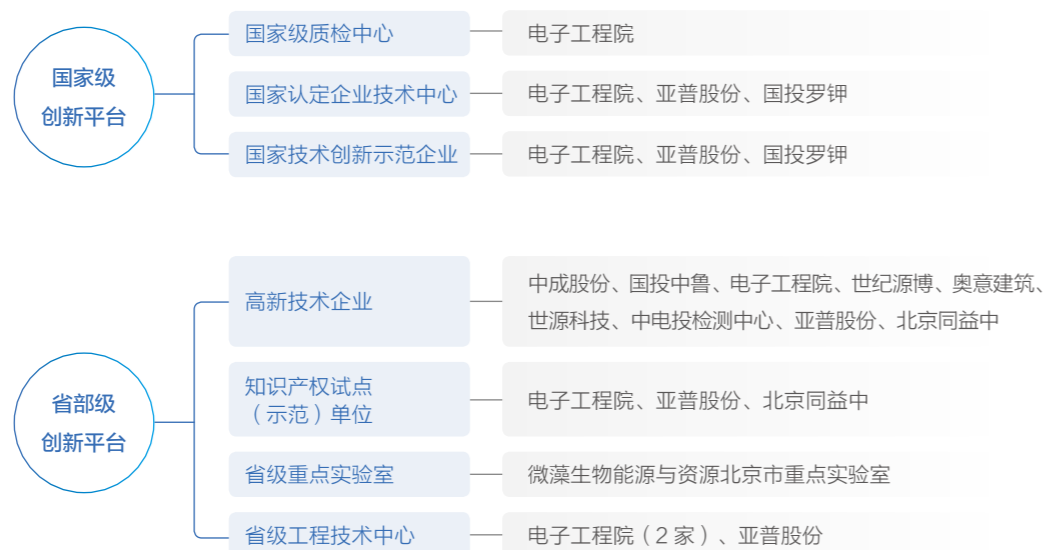 国家级
创新平台
国家级质检中心
电子工程院
国家认定企业技术中心
电子工程院、亚普股份、国投罗钾
国家技术创新示范企业
电子工程院、亚普股份、国投罗钾
省部级
创新平台
高新技术企业
中成股份、国投中鲁、电子工程院、世纪源博、奥意建筑、
世源科技、中电投检测中心、亚普股份、北京同益中
知识产权试点
（示范）单位
电子工程院、亚普股份、北京同益中
省级重点实验室
微藻生物能源与资源北京市重点实验室
省级工程技术中心
电子工程院（2 家）、亚普股份